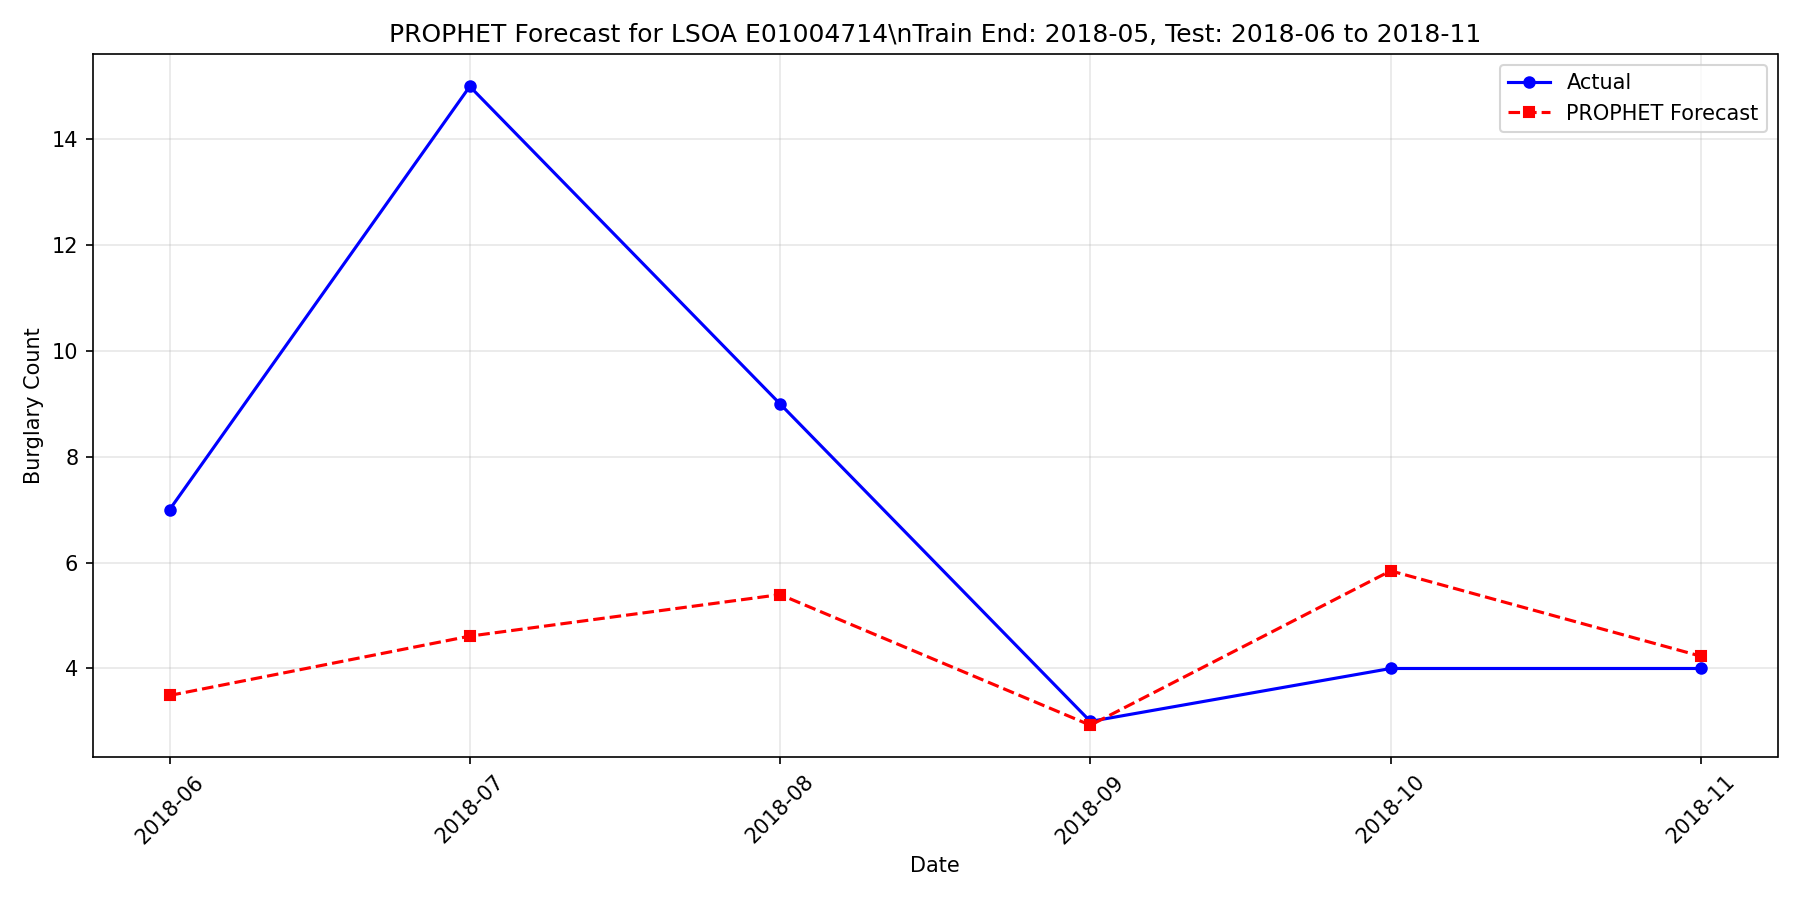 PROPHET Forecast for LSOA E01004714\nTrain End: 2018-05, Test: 2018-06 to 2018-11
Actual
PROPHET Forecast
Burglary Count
14
12
10
8
6
4
2018-06
2018-07
2018-08
2018-09
2018-10
2018-11
Date